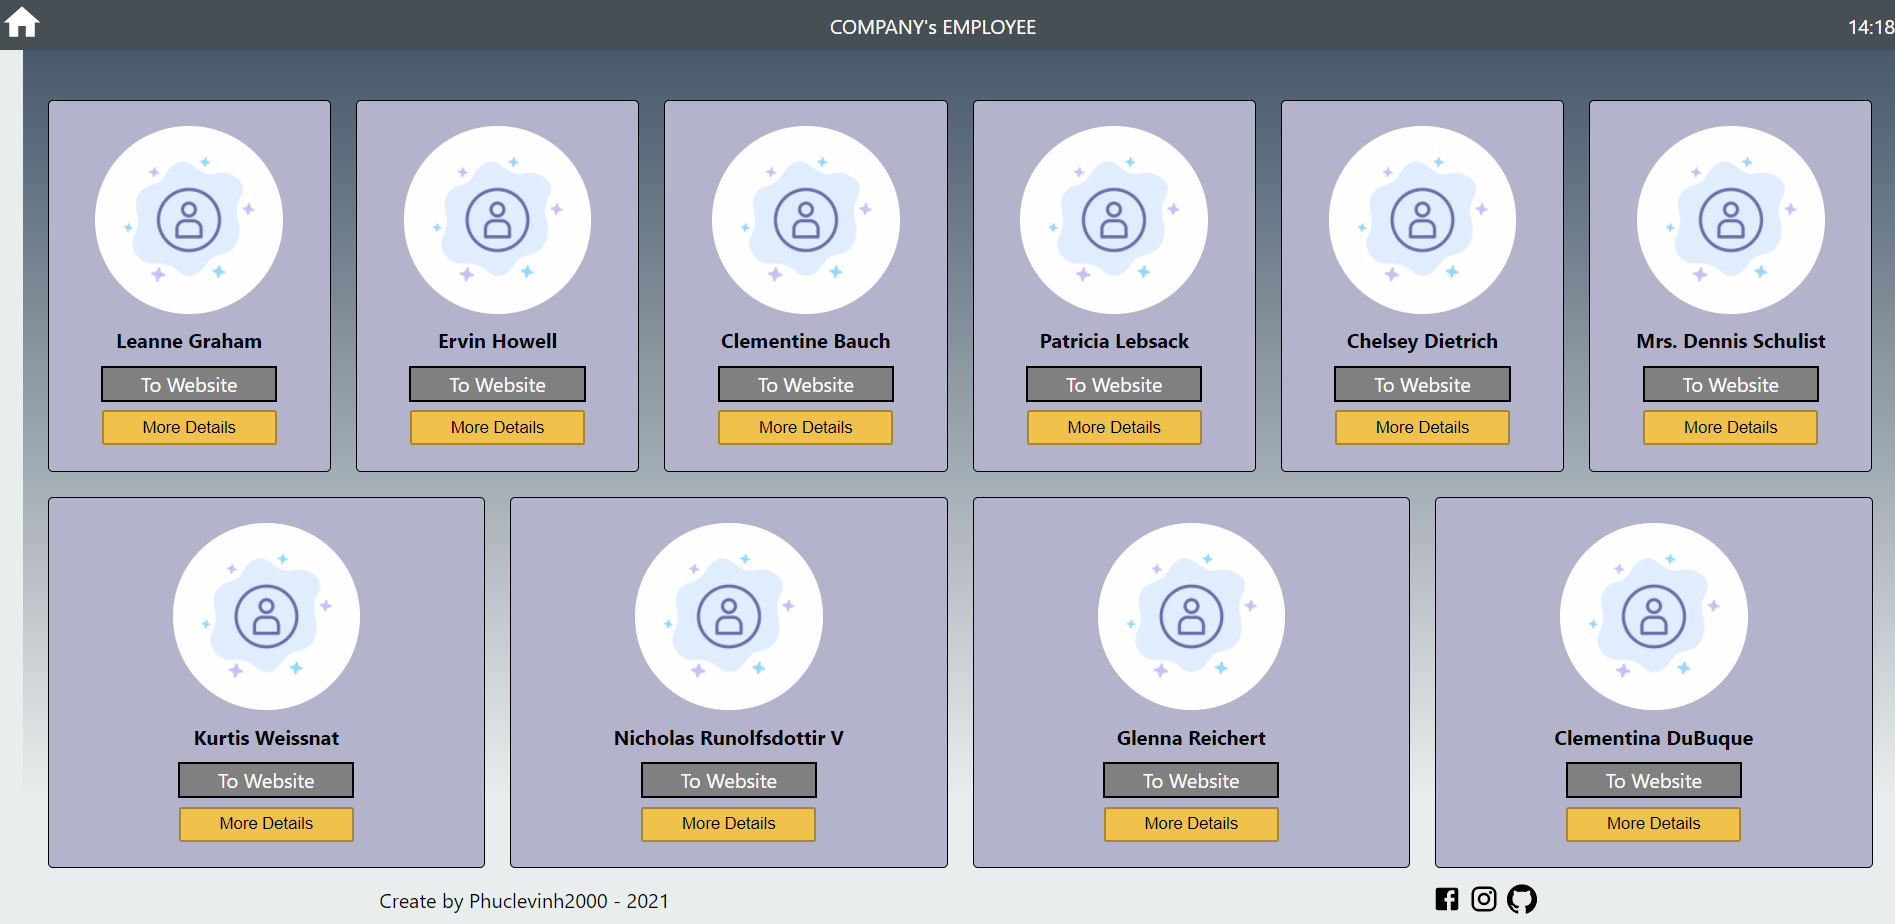 COMPANY's EMPLOYEE
14:18
Leanne Graham
To Website
More Details
Ervin Howell
To Website
More Details
Clementine Bauch
To Website
More Details
Patricia Lebsack
To Website
More Details
Chelsey Dietrich
To Website
More Details
Mrs. Dennis Schulist
To Website
More Details
Kurtis Weissnat
To Website
More Details
Nicholas Runolfsdottir V
To Website
More Details
Glenna Reichert
To Website
More Details
Clementina DuBuque
To Website
More Details
Create by Phuclevinh2000 - 2021